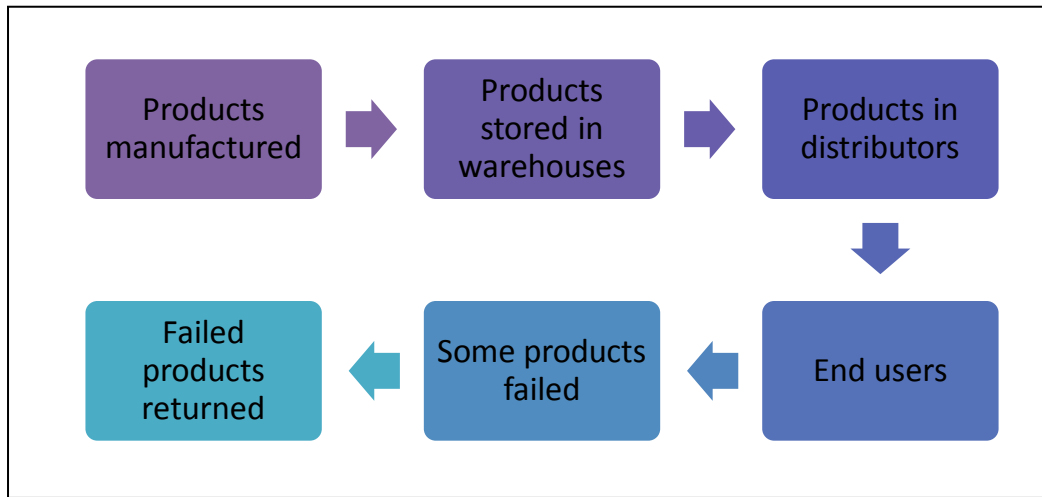 Products
manufactured
Products
stored in
warehouses
Products in
distributors
End users
Some products
failed
Failed
products
returned